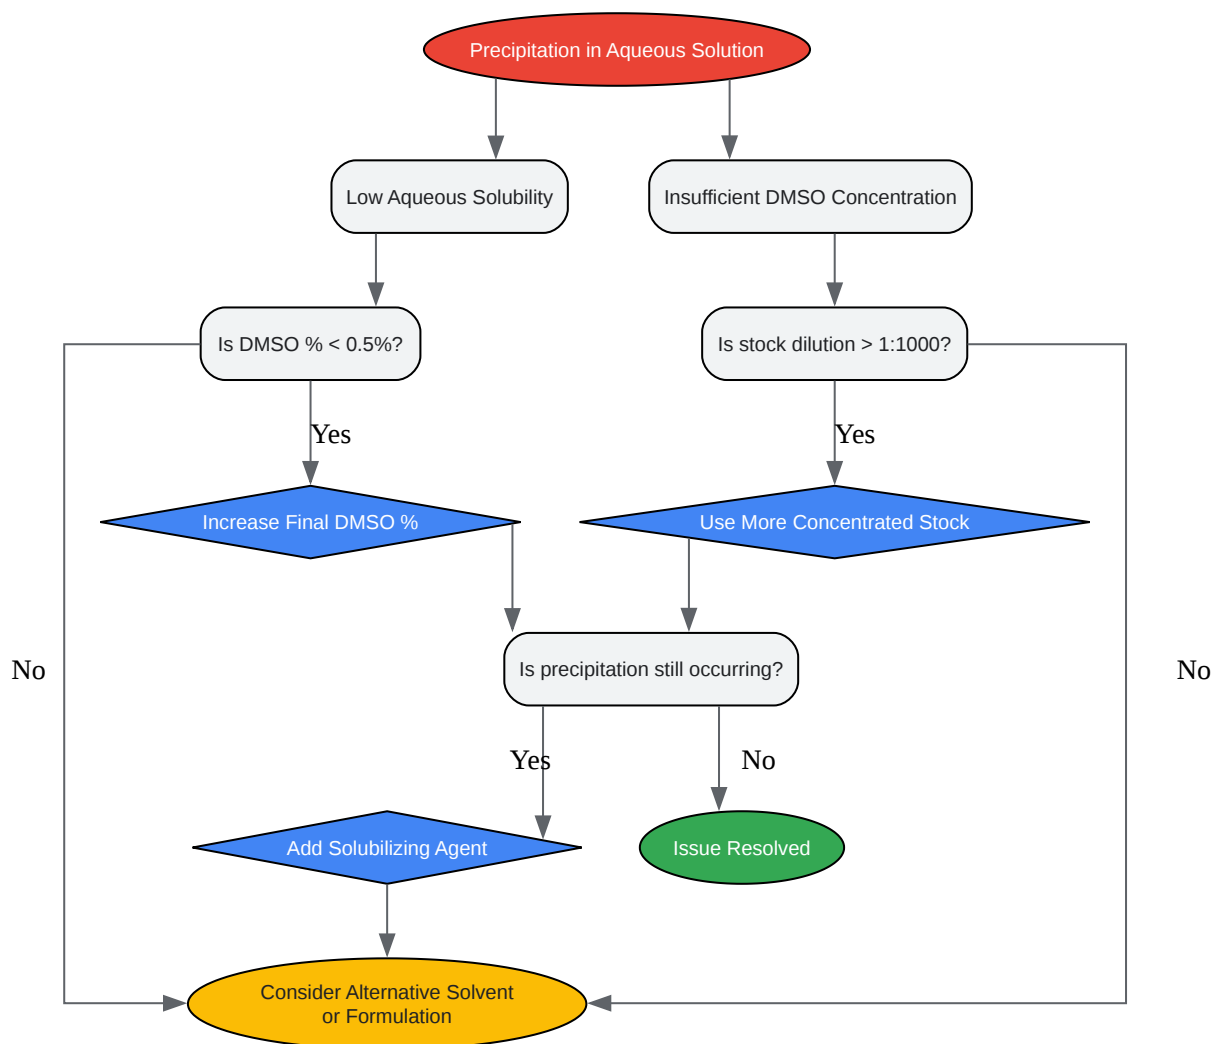 Precipitation in Aqueous Solution
Low Aqueous Solubility
Insufficient DMSO Concentration
Is DMSO % < 0.5%?
Is stock dilution > 1:1000?
Yes
Yes
Increase Final DMSO %
Use More Concentrated Stock
No
Is precipitation still occurring?
No
Yes
No
Add Solubilizing Agent
Issue Resolved
Consider Alternative Solvent
or Formulation